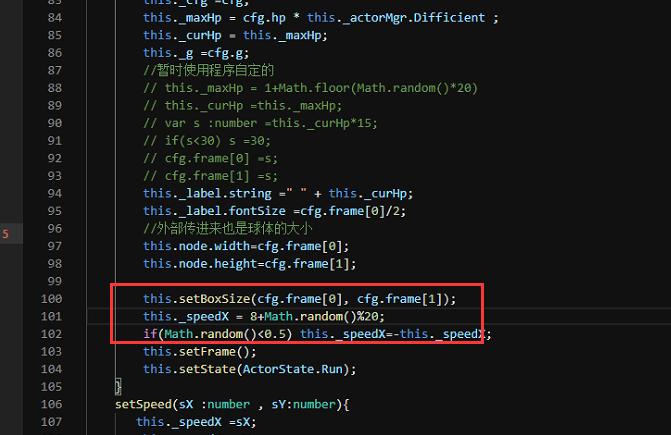 83 this._cfg =cfg;
84 this._maxHp = cfg.hp * this._actorMgr.Difficient ;
85 this._curHp = this._maxHp;
86 this._g =cfg.g;
87 //暂时使用程序自定的
88 // this._maxHp = 1+Math.floor(Math.random()*20)
89 // this._curHp =this._maxHp;
90 // var s :number =this._curHp*15;
91 // if(s<30) s =30;
92 // cfg.frame[0] =s;
93 // cfg.frame[1] =s;
94 this._label.string =" " + this._curHp;
95 this._label.fontSize =cfg.frame[0]/2;
96 //外部传进来也是球体的大小
5
97 this.node.width=cfg.frame[0];
98 this.node.height=cfg.frame[1];
99
100 this.setBoxSize(cfg.frame[0], cfg.frame[1]);
101 this._speedX = 8+Math.random()%20;
102 if(Math.random()<0.5) this._speedX=-this._speedX;
103 this.setFrame();
104 this.setState(ActorState.Run);
105 }
106 setSpeed(sX :number , sY:number){
107 this._speedX =sX;